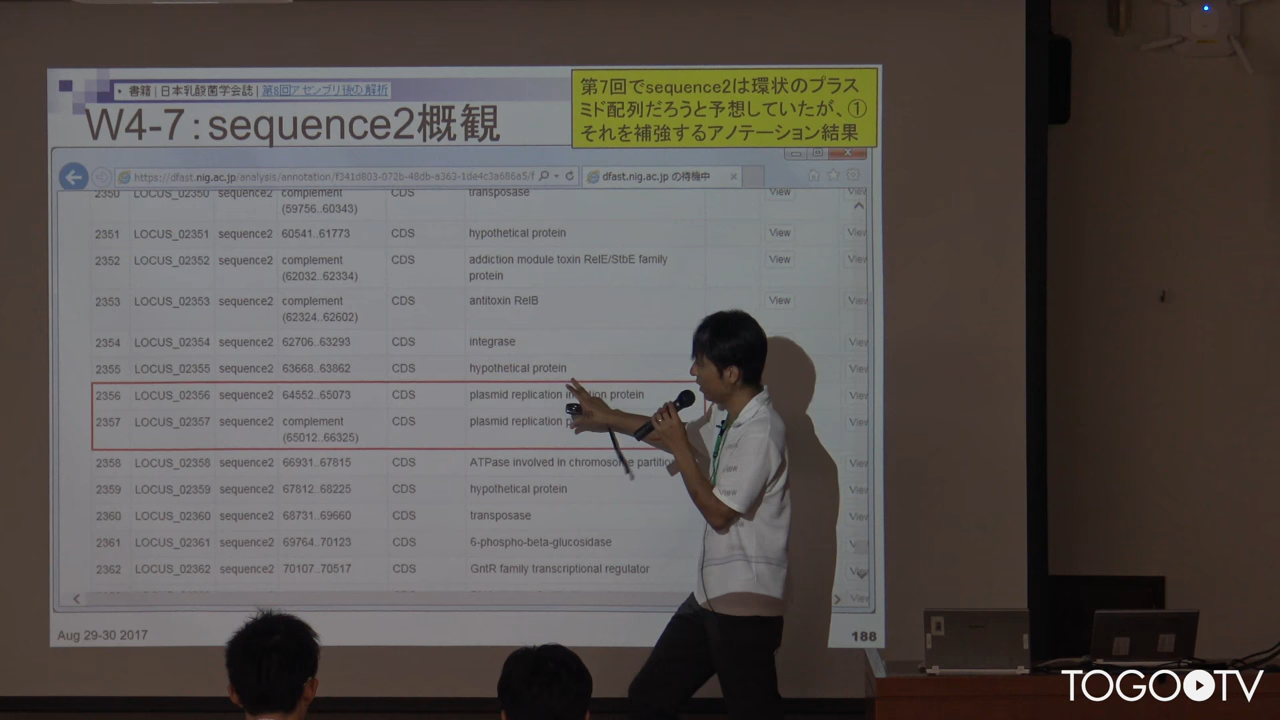 • 書籍 | 日本乳酸菌学会誌 | 第8回アセンブリ後の解析
W4-7：sequence2概観
第7回でsequence2は環状のプラス
ミド配列だろうと予想していたが、①
それを補強するアノテーション結果
https://dfast.nig.ac.jp/analysis/annotation/f341d803-072b-48db-a363-1de4c3a686a5/f
dfast.nig.ac.jp の待機中
2350 LOCUS_02350 sequence2 complement (59756..60343) CDS transposase View View
2351 LOCUS_02351 sequence2 60541..61773 CDS hypothetical protein View View
2352 LOCUS_02352 sequence2 complement (62032..62334) CDS addiction module toxin RelE/StbE family protein View View
2353 LOCUS_02353 sequence2 complement (62324..62602) CDS antitoxin RelB View View
2354 LOCUS_02354 sequence2 62706..63293 CDS integrase View
2355 LOCUS_02355 sequence2 63668..63862 CDS hypothetical protein View
2356 LOCUS_02356 sequence2 64552..65073 CDS plasmid replication protein View
2357 LOCUS_02357 sequence2 complement (65012..66325) CDS plasmid replication View
2358 LOCUS_02358 sequence2 66931..67815 CDS ATPase involved in chromosome partitio View
2359 LOCUS_02359 sequence2 67812..68225 CDS hypothetical protein View View
2360 LOCUS_02360 sequence2 68731..69660 CDS transposase View
2361 LOCUS_02361 sequence2 69764..70123 CDS 6-phospho-beta-glucosidase View
2362 LOCUS_02362 sequence2 70107..70517 CDS GntR family transcriptional regulator View
View
Aug 29-30 2017
188
TOGOTV